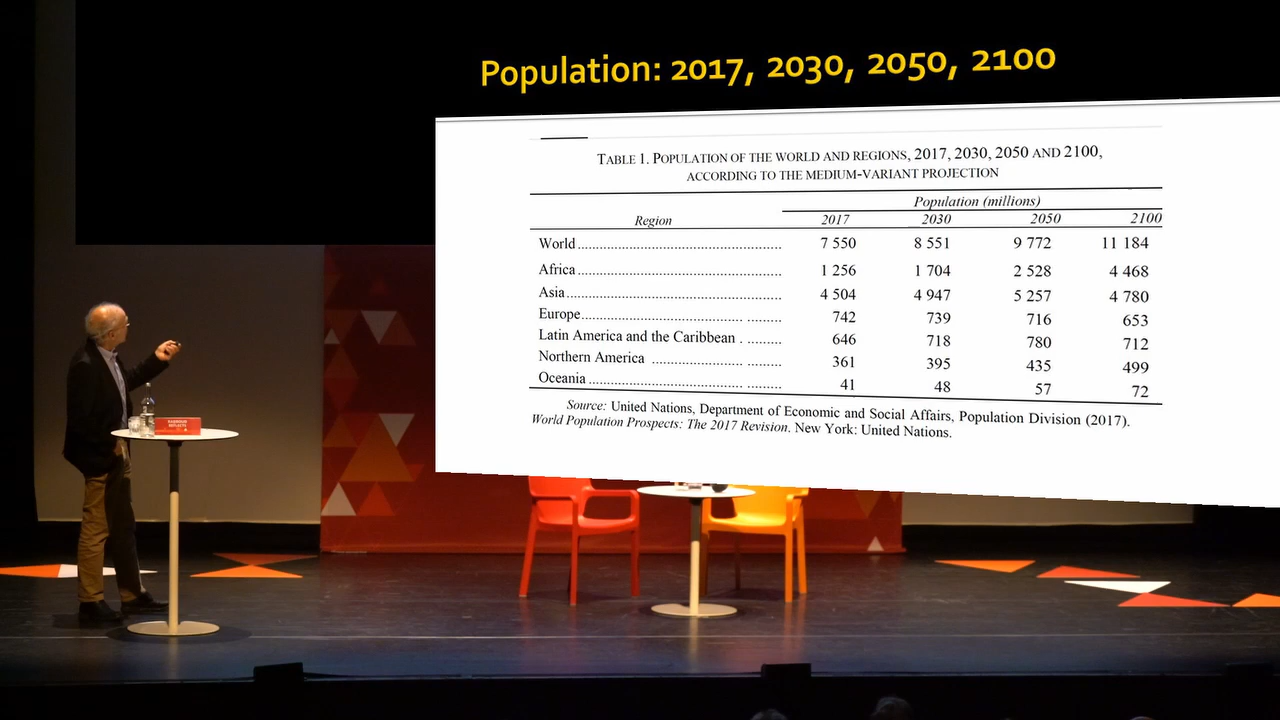 Population: 2017, 2030, 2050, 2100
TABLE 1. POPULATION OF THE WORLD AND REGIONS, 2017, 2030, 2050 AND 2100,
ACCORDING TO THE MEDIUM-VARIANT PROJECTION
Population (millions)
Region 2017 2030 2050 2100
World 7 550 8 551 9 772 11 184
Africa 1 256 1 704 2 528 4 468
Asia 4 504 4 947 5 257 4 780
Europe 742 739 716 653
Latin America and the Caribbean 646 718 780 712
Northern America 361 395 435 499
Oceania 41 48 57 72
Source: United Nations, Department of Economic and Social Affairs, Population Division (2017).
World Population Prospects: The 2017 Revision. New York: United Nations.